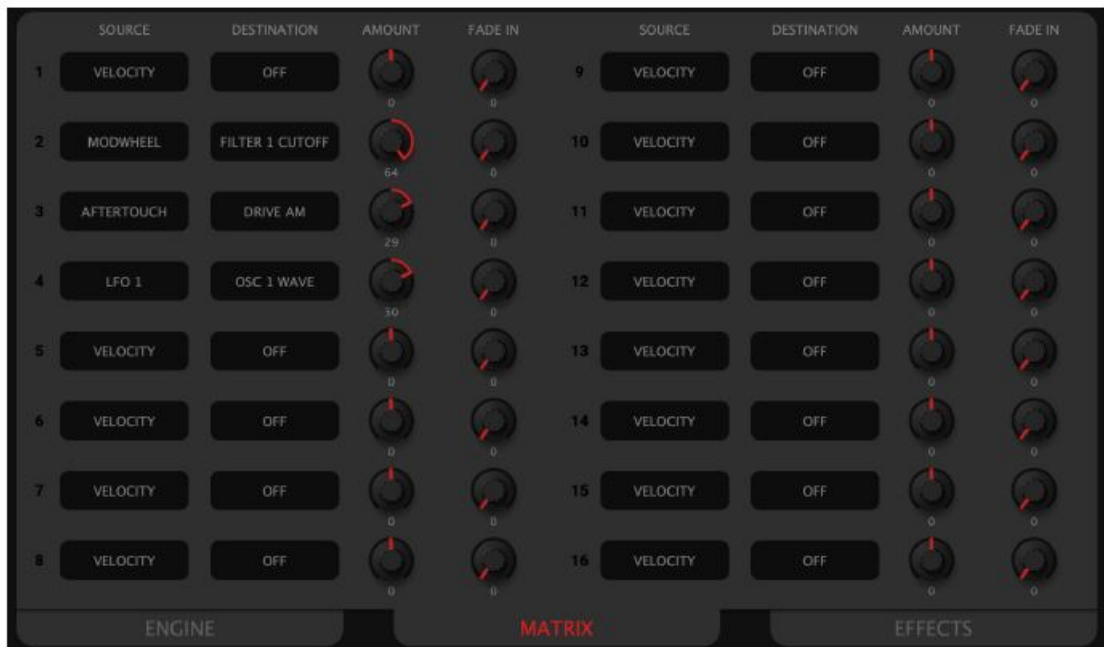 SOURCE DESTINATION AMOUNT FADE IN SOURCE DESTINATION AMOUNT FADE IN
1 VELOCITY OFF 0 0 9 VELOCITY OFF 0 0
2 MODWHEEL FILTER 1 CUTOFF 64 0 10 VELOCITY OFF 0 0
3 AFTERTOUCH DRIVE AM 29 0 11 VELOCITY OFF 0 0
4 LFO 1 OSC 1 WAVE 30 0 12 VELOCITY OFF 0 0
5 VELOCITY OFF 0 0 13 VELOCITY OFF 0 0
6 VELOCITY OFF 0 0 14 VELOCITY OFF 0 0
7 VELOCITY OFF 0 0 15 VELOCITY OFF 0 0
8 VELOCITY OFF 0 0 16 VELOCITY OFF 0 0
ENGINE MATRIX EFFECTS